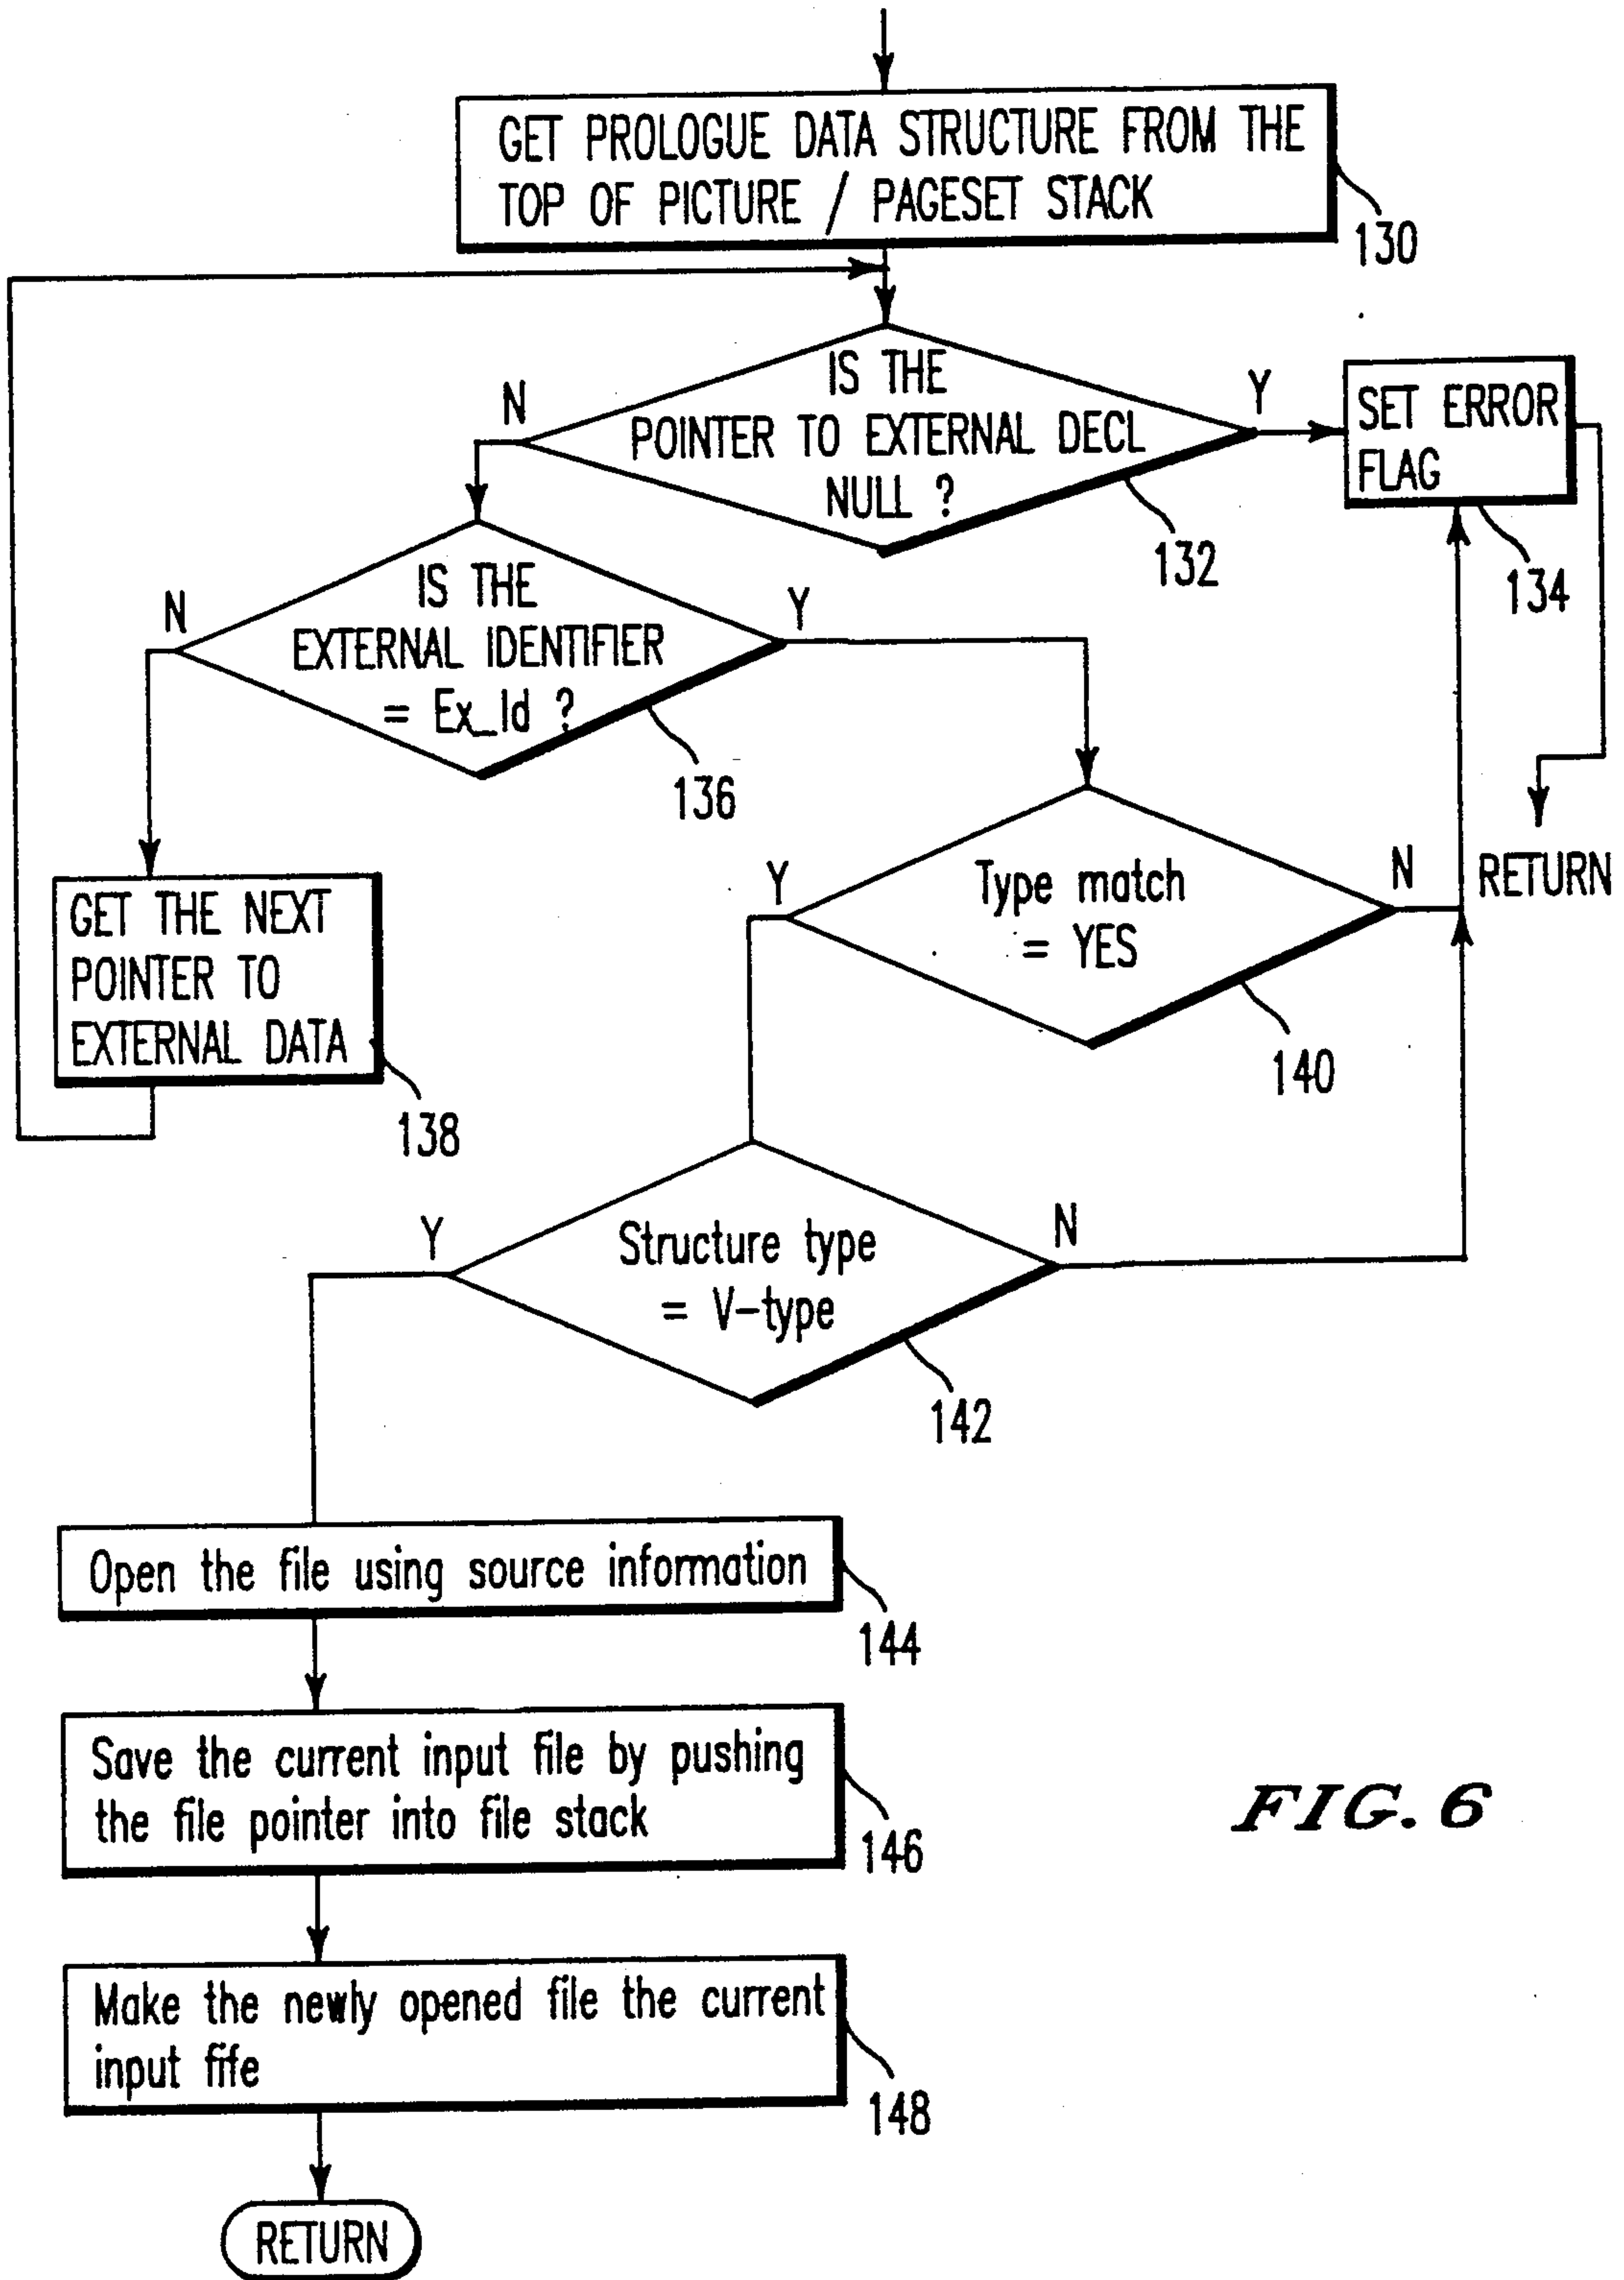 GET PROLOGUE DATA STRUCTURE FROM THE
TOP OF PICTURE / PAGESET STACK
130
IS THE
POINTER TO EXTERNAL DECL
NULL ?
N
Y
132
SET ERROR
FLAG
134
RETURN
IS THE
EXTERNAL IDENTIFIER
= Ex_Id ?
N
Y
136
GET THE NEXT
POINTER TO
EXTERNAL DATA
138
Type match
= YES
Y
N
140
Structure type
= V-type
Y
N
142
Open the file using source information
144
Save the current input file by pushing
the file pointer into file stack
146
Make the newly opened file the current
input fife
148
RETURN
FIG. 6